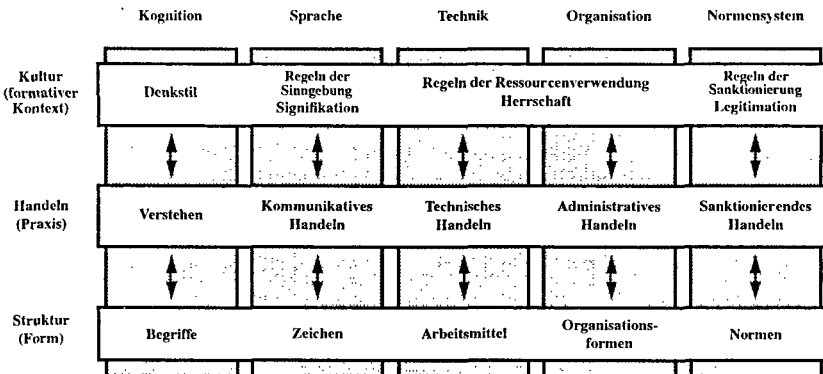 Kognition Sprache Technik Organisation Normensystem
Kultur
(formativer
Kontext)
Denkstil
Regeln der
Sinngebung
Signifikation
Regeln der Ressourcenverwendung
Herrschaft
Regeln der
Sanktionierung
Legitimation
Handeln
(Praxis)
Verstehen
Kommunikatives
Handeln
Technisches
Handeln
Administratives
Handeln
Sanktionierendes
Handeln
Struktur
(Form)
Begriffe
Zeichen
Arbeitsmittel
Organisations-
formen
Normen